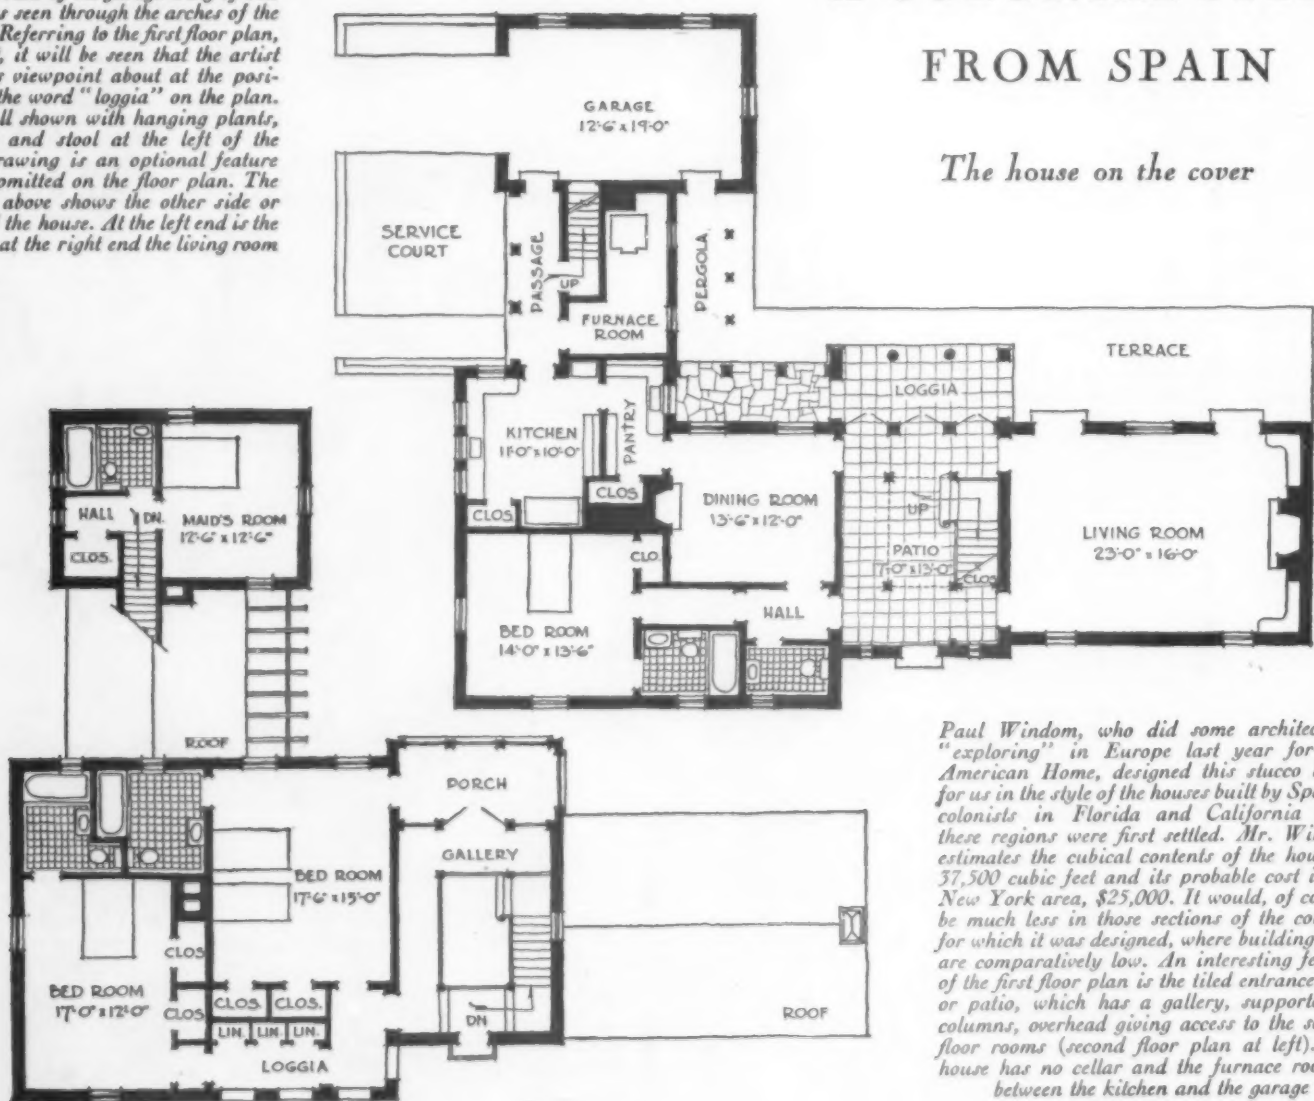 s seen through the arches of the
Referring to the first floor plan,
, it will be seen that the artist
s viewpoint about at the posi-
the word "loggia" on the plan.
ll shown with hanging plants,
and stool at the left of the
rawing is an optional feature
omitted on the floor plan. The
above shows the other side or
the house. At the left end is the
at the right end the living room
FROM SPAIN
The house on the cover
GARAGE
12'-6" x 19'-0"
SERVICE
COURT
PASSAGE
UP
FURNACE
ROOM
PERGOLA
TERRACE
LOGGIA
KITCHEN
11'-0" x 10'-0"
PANTRY
CLOS
CLOS
DINING ROOM
13'-6" x 12'-0"
UP
PATIO
7'-0" x 13'-0"
CLOS
LIVING ROOM
23'-0" x 16'-0"
CLO.
HALL
BED ROOM
14'-0" x 13'-6"
HALL
DN.
MAID'S ROOM
12'-6" x 12'-6"
CLOS.
ROOF
PORCH
GALLERY
BED ROOM
17'-6" x 15'-0"
CLOS
BED ROOM
17'-0" x 12'-0"
CLOS
CLOS.
CLOS.
LIN.
LIN.
LIN.
LOGGIA
DN
ROOF
Paul Windom, who did some archite
"exploring" in Europe last year for
American Home, designed this stucco
for us in the style of the houses built by Sp
colonists in Florida and California
these regions were first settled. Mr. Wi
estimates the cubical contents of the hou
37,500 cubic feet and its probable cost i
New York area, $25,000. It would, of co
be much less in those sections of the co
for which it was designed, where building
are comparatively low. An interesting fe
of the first floor plan is the tiled entrance
or patio, which has a gallery, supporte
columns, overhead giving access to the s
floor rooms (second floor plan at left).
house has no cellar and the furnace roo
between the kitchen and the garage